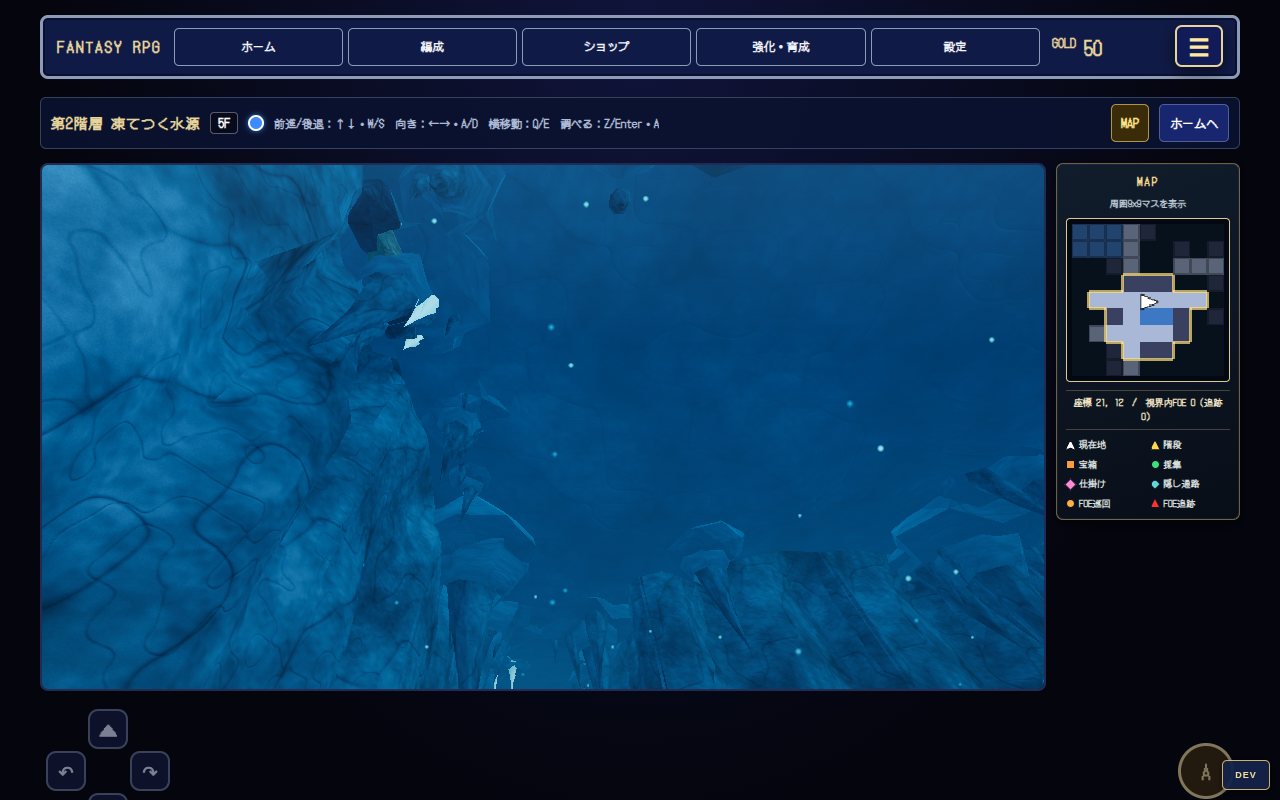 FANTASY RPG
ホーム
編成
ショップ
強化・育成
設定
GOLD 50
第2階層 凍てつく水源
5F
前進/後退：↑↓・W/S 向き：←→・A/D 横移動：Q/E 調べる：Z/Enter・A
MAP
ホームへ
MAP
周囲9x9マスを表示
座標 21, 12 / 視界内FOE 0（追跡
0）
現在地
階段
宝箱
採集
仕掛け
隠し通路
FOE巡回
FOE追跡
A
DEV